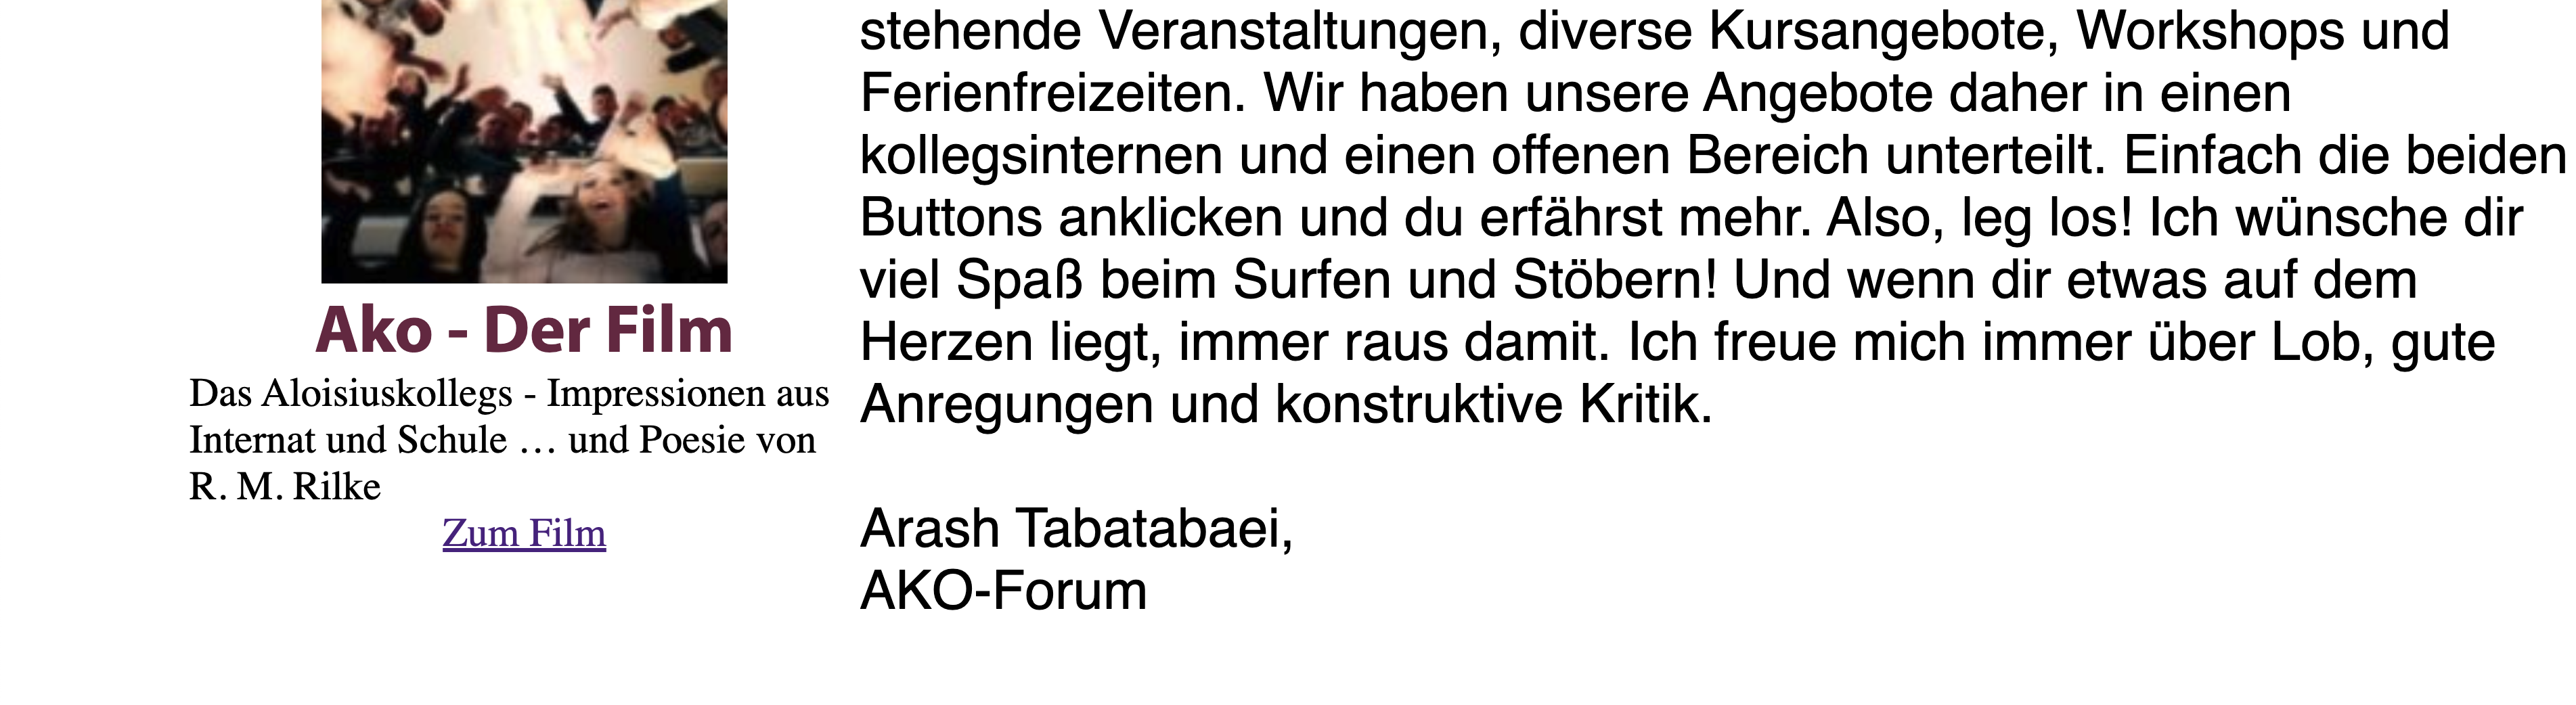 Ako - Der Film
Das Aloisiuskollegs - Impressionen aus
Internat und Schule … und Poesie von
R. M. Rilke
Zum Film
stehende Veranstaltungen, diverse Kursangebote, Workshops und
Ferienfreizeiten. Wir haben unsere Angebote daher in einen
kollegsinternen und einen offenen Bereich unterteilt. Einfach die beiden
Buttons anklicken und du erfährst mehr. Also, leg los! Ich wünsche dir
viel Spaß beim Surfen und Stöbern! Und wenn dir etwas auf dem
Herzen liegt, immer raus damit. Ich freue mich immer über Lob, gute
Anregungen und konstruktive Kritik.
Arash Tabatabaei,
AKO-Forum